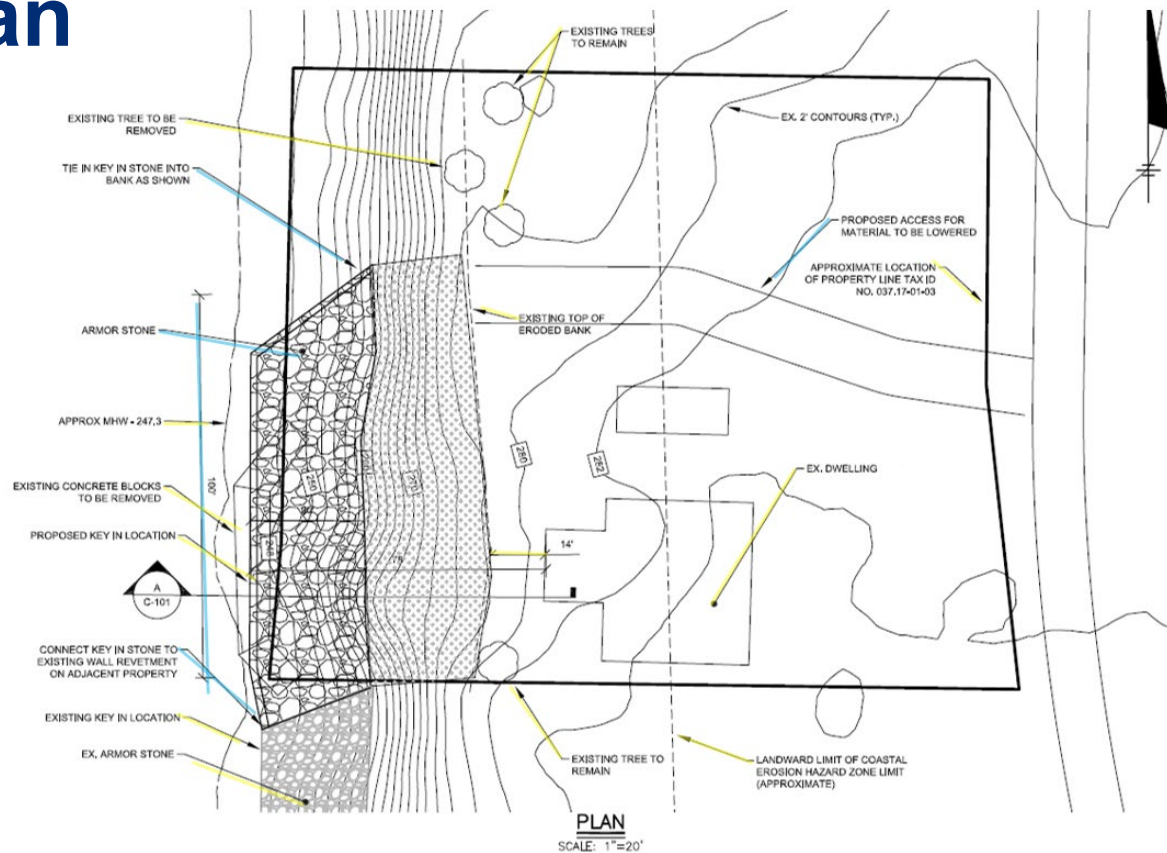 an
EXISTING TREES
TO REMAIN
EXISTING TREE TO BE
REMOVED
EX. 2' CONTOURS (TYP.)
TIE IN KEY IN STONE INTO
BANK AS SHOWN
PROPOSED ACCESS FOR
MATERIAL TO BE LOWERED
APPROXIMATE LOCATION
OF PROPERTY LINE TAX ID
NO. 037.17-01-03
ARMOR STONE
EXISTING TOP OF
ERODED BANK
APPROX MHW - 247.3
280
282
EX. DWELLING
EXISTING CONCRETE BLOCKS
TO BE REMOVED
100'
250
270
PROPOSED KEY IN LOCATION
14'
A
C-101
CONNECT KEY IN STONE TO
EXISTING WALL REVETMENT
ON ADJACENT PROPERTY
EXISTING KEY IN LOCATION
EX. ARMOR STONE
EXISTING TREE TO
REMAIN
LANDWARD LIMIT OF COASTAL
EROSION HAZARD ZONE LIMIT
(APPROXIMATE)
PLAN
SCALE: 1"=20'